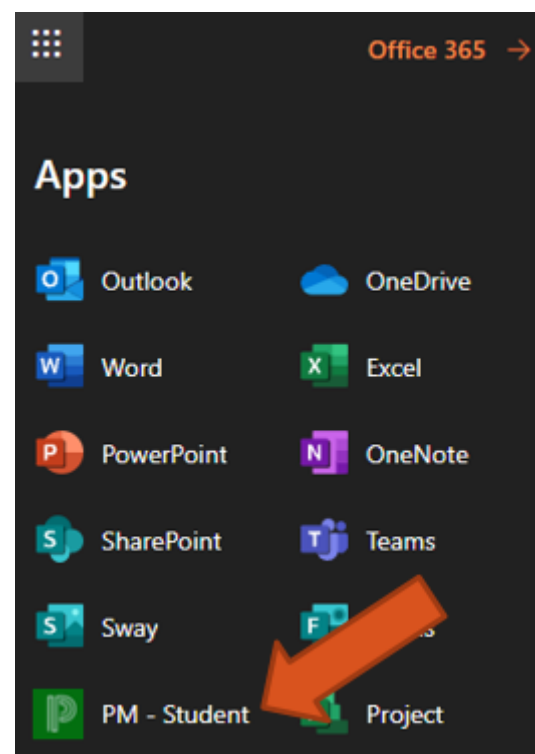 Office 365 →
Apps
Outlook OneDrive
Word Excel
PowerPoint OneNote
SharePoint Teams
Sway
PM - Student Project